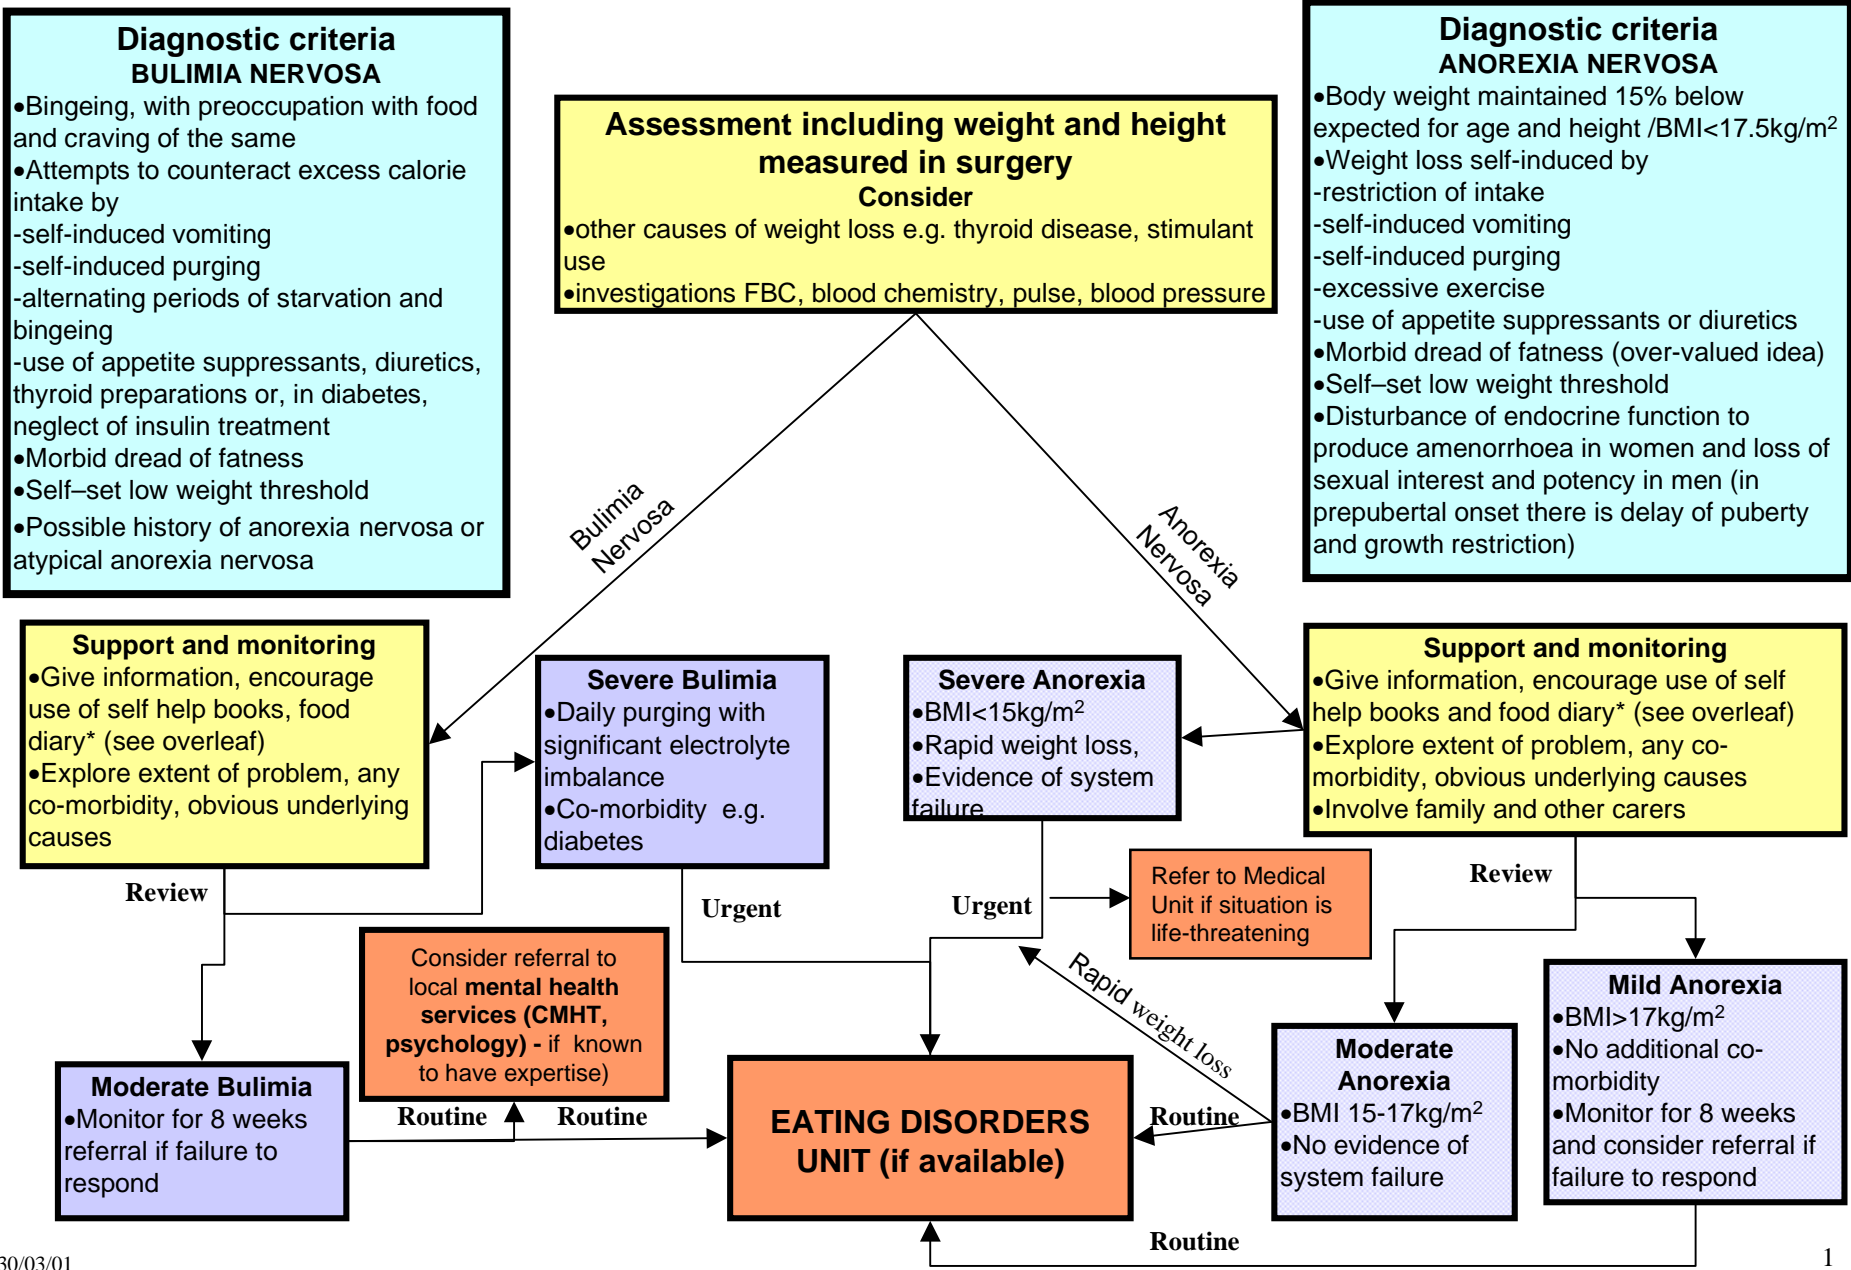 Diagnostic criteria
BULIMIA NERVOSA
•Bingeing, with preoccupation with food
and craving of the same
•Attempts to counteract excess calorie
intake by
-self-induced vomiting
-self-induced purging
-alternating periods of starvation and
bingeing
-use of appetite suppressants, diuretics,
thyroid preparations or, in diabetes,
neglect of insulin treatment
•Morbid dread of fatness
•Self–set low weight threshold
•Possible history of anorexia nervosa or
atypical anorexia nervosa
Assessment including weight and height
measured in surgery
Consider
•other causes of weight loss e.g. thyroid disease, stimulant
use
•investigations FBC, blood chemistry, pulse, blood pressure
Diagnostic criteria
ANOREXIA NERVOSA
•Body weight maintained 15% below
expected for age and height /BMI<17.5kg/m2
•Weight loss self-induced by
-restriction of intake
-self-induced vomiting
-self-induced purging
-excessive exercise
-use of appetite suppressants or diuretics
•Morbid dread of fatness (over-valued idea)
•Self–set low weight threshold
•Disturbance of endocrine function to
produce amenorrhoea in women and loss of
sexual interest and potency in men (in
prepubertal onset there is delay of puberty
and growth restriction)
Bulimia
Nervosa
Anorexia
Nervosa
Support and monitoring
•Give information, encourage
use of self help books, food
diary* (see overleaf)
•Explore extent of problem, any
co-morbidity, obvious underlying
causes
Severe Bulimia
•Daily purging with
significant electrolyte
imbalance
•Co-morbidity e.g.
diabetes
Severe Anorexia
•BMI<15kg/m2
•Rapid weight loss,
•Evidence of system
failure
Support and monitoring
•Give information, encourage use of self
help books and food diary* (see overleaf)
•Explore extent of problem, any co-
morbidity, obvious underlying causes
•Involve family and other carers
Review
Urgent
Urgent
Refer to Medical
Unit if situation is
life-threatening
Review
Consider referral to
local mental health
services (CMHT,
psychology) - if known
to have expertise)
Rapid weight loss
Moderate Bulimia
•Monitor for 8 weeks
referral if failure to
respond
Routine
Routine
EATING DISORDERS
UNIT (if available)
Routine
Moderate
Anorexia
•BMI 15-17kg/m2
•No evidence of
system failure
Mild Anorexia
•BMI>17kg/m2
•No additional co-
morbidity
•Monitor for 8 weeks
and consider referral if
failure to respond
Routine
30/03/01
1